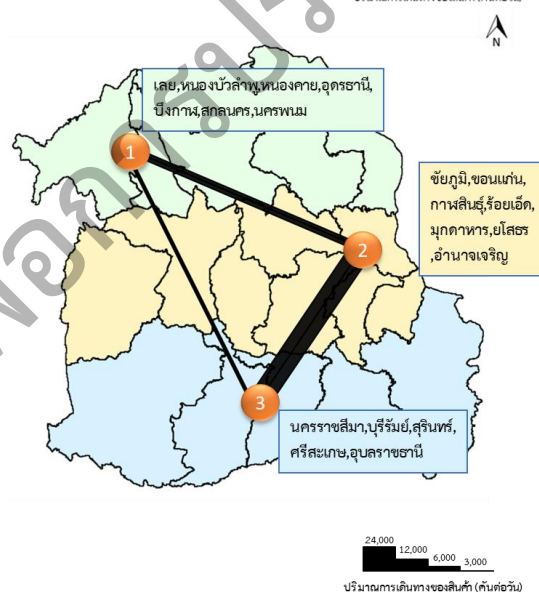 N
เลย,หนองบัวลำพู,หนองคาย,อุดรธานี,
บึงกาฬ,สกลนคร,นครพนม
1
ชัยภูมิ,ขอนแก่น,
กาฬสินธุ์,ร้อยเอ็ด,
มุกดาหาร,ยโสธร
,อำนาจเจริญ
2
3
นครราชสีมา,บุรีรัมย์,สุรินทร์,
ศรีสะเกษ,อุบลราชธานี
24,000
12,000
6,000
3,000
ปริมาณการเดินทางของสินค้า (คันต่อวัน)